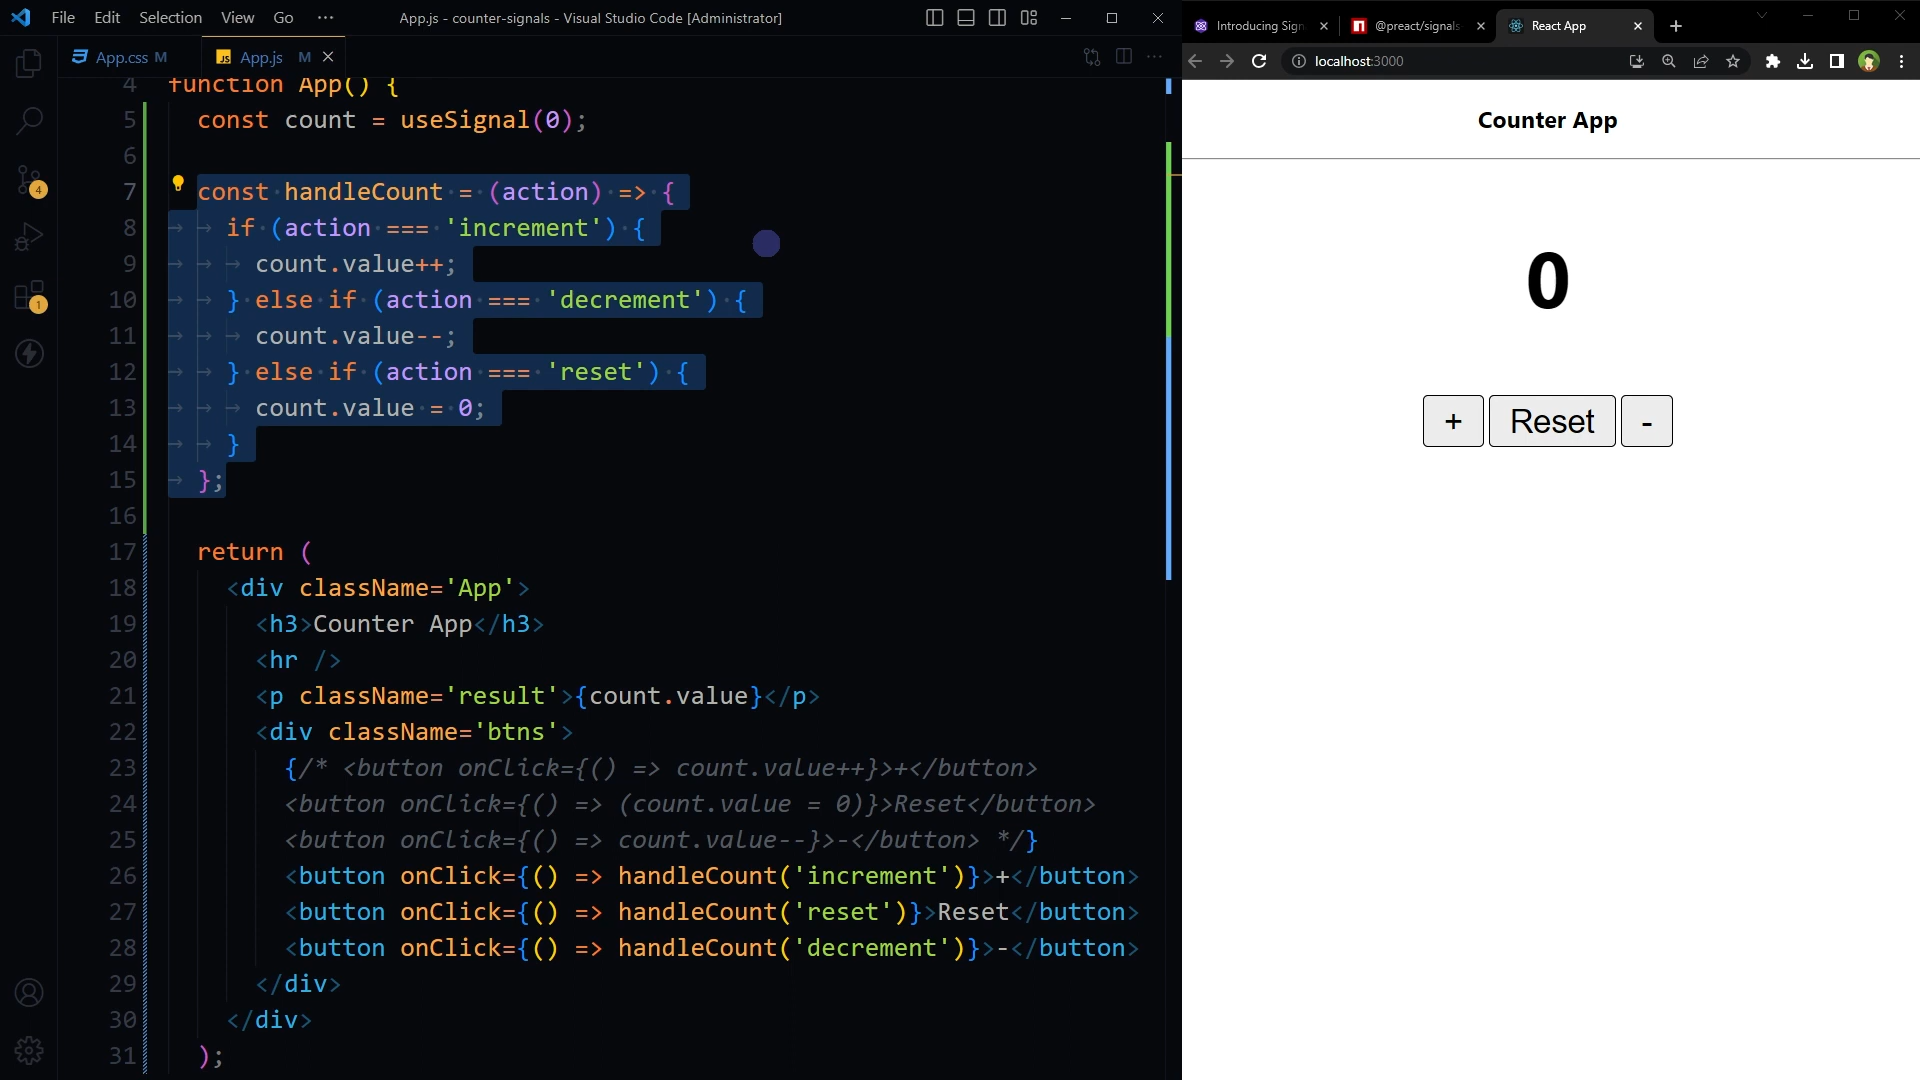 File Edit Selection View Go ··· App.js - counter-signals - Visual Studio Code [Administrator]
App.css M App.js M
4 function App() {
5 const count = useSignal(0);
6
7 const handleCount = (action) => {
8 if (action === 'increment') {
9 count.value++;
10 } else if (action === 'decrement') {
11 count.value--;
12 } else if (action === 'reset') {
13 count.value = 0;
14 }
15 };
16
17 return (
18 <div className='App'>
19 <h3>Counter App</h3>
20 <hr />
21 <p className='result'>{count.value}</p>
22 <div className='btns'>
23 {/* <button onClick={() => count.value++}>+</button>
24 <button onClick={() => (count.value = 0)}>Reset</button>
25 <button onClick={() => count.value--}>-</button> */}
26 <button onClick={() => handleCount('increment')}>+</button>
27 <button onClick={() => handleCount('reset')}>Reset</button>
28 <button onClick={() => handleCount('decrement')}>-</button>
29 </div>
30 </div>
31 );
4
1
Introducing Sign @preact/signals- React App
localhost:3000
Counter App
0
+ Reset -